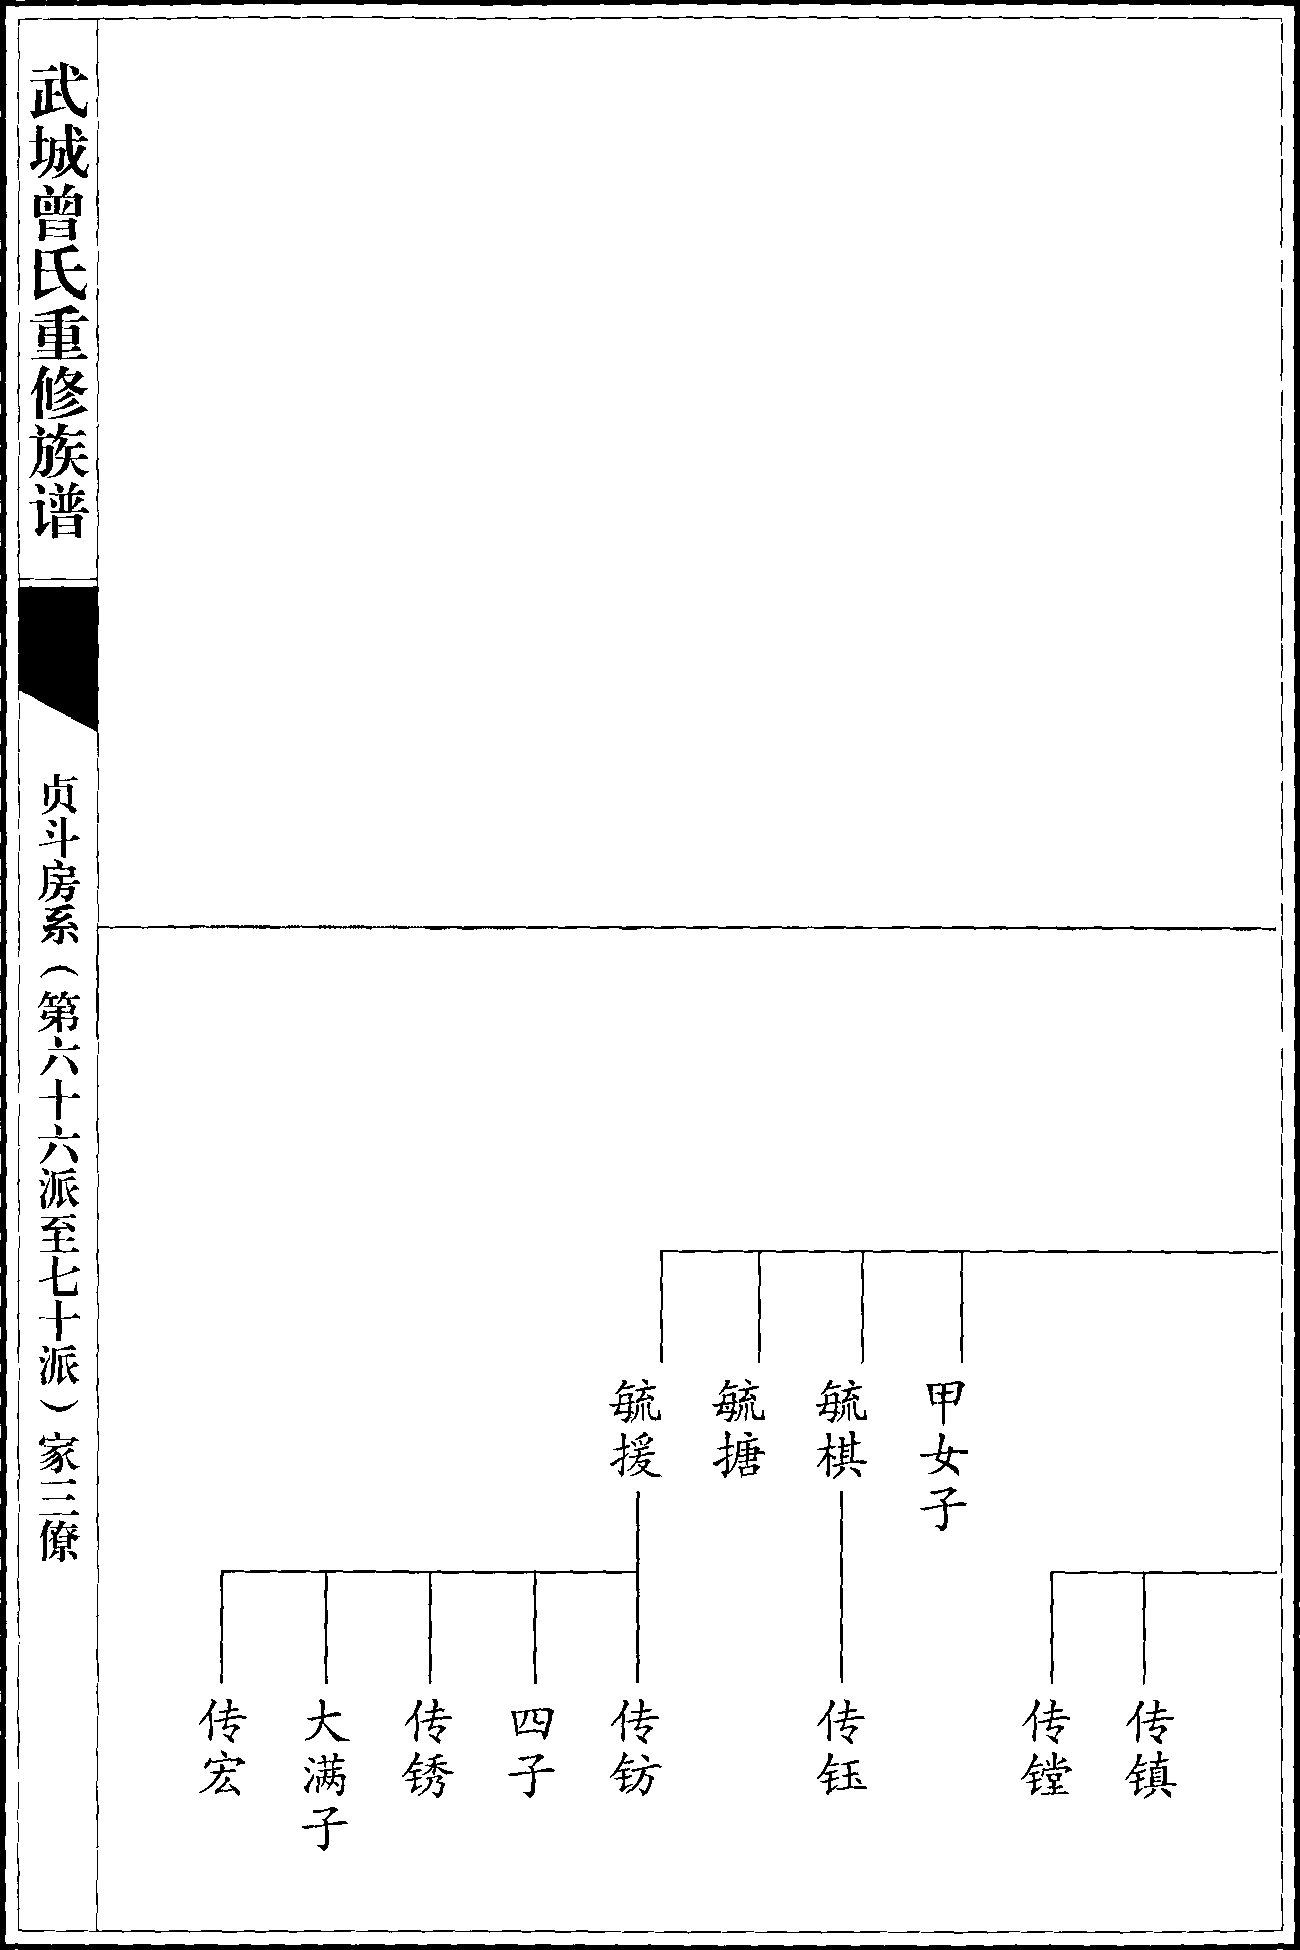 武城曾氏重修族谱
贞斗房系（第六十六派至七十派）家三僚
甲女子
毓棋
毓搪
毓援
传镇
传镗
传钰
传钫
四子
传锈
大满子
传宏